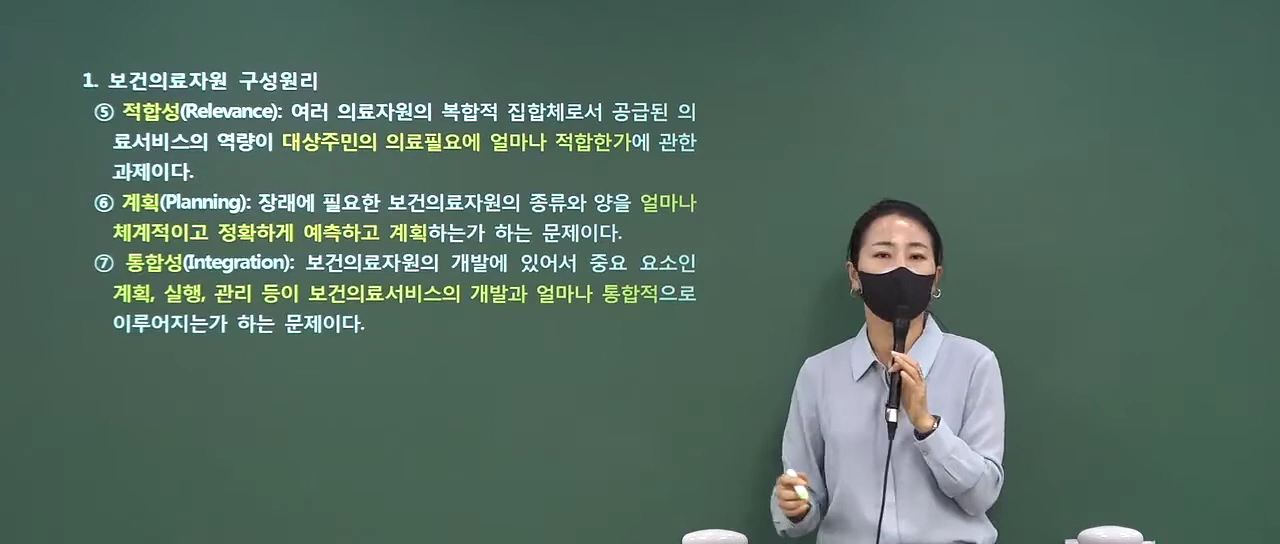 1. 보건의료자원 구성원리
⑤ 적합성(Relevance): 여러 의료자원의 복합적 집합체로서 공급된 의
료서비스의 역량이 대상주민의 의료필요에 얼마나 적합한가에 관한
과제이다.
⑥ 계획(Planning): 장래에 필요한 보건의료자원의 종류와 양을 얼마나
체계적이고 정확하게 예측하고 계획하는가 하는 문제이다.
⑦ 통합성(Integration): 보건의료자원의 개발에 있어서 중요 요소인
계획, 실행, 관리 등이 보건의료서비스의 개발과 얼마나 통합적으로
이루어지는가 하는 문제이다.